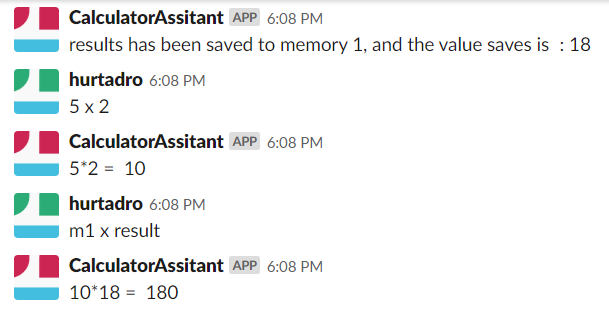 CalculatorAssitant APP 6:08 PM
results has been saved to memory 1, and the value saves is : 18
hurtadro 6:08 PM
5 x 2
CalculatorAssitant APP 6:08 PM
5*2 = 10
hurtadro 6:08 PM
m1 x result
CalculatorAssitant APP 6:08 PM
10*18 = 180